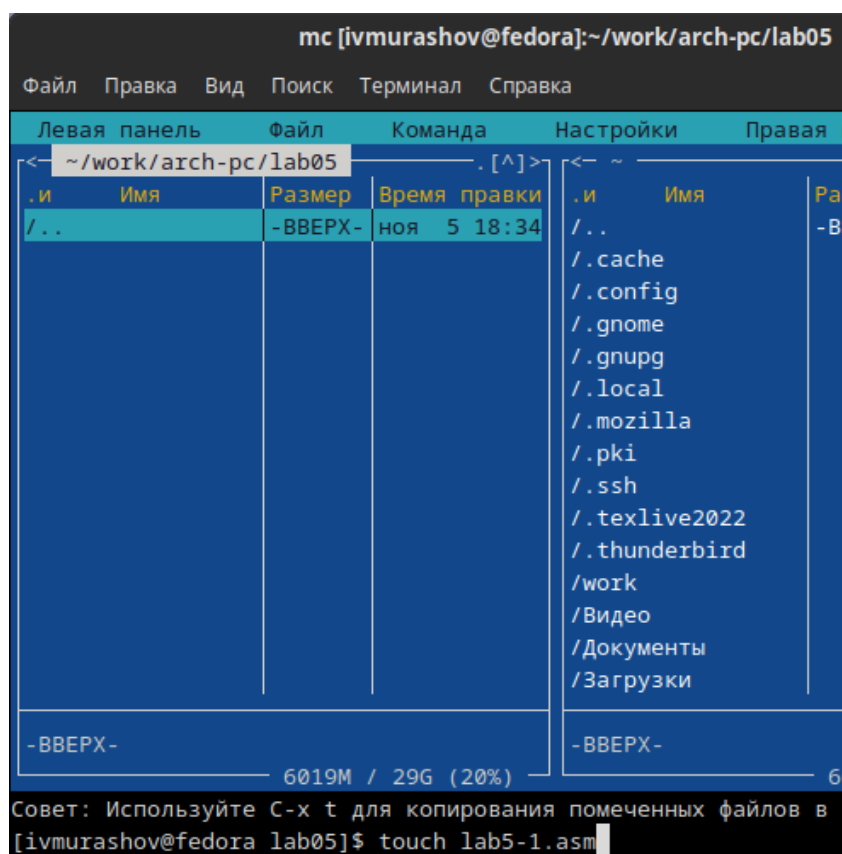 mc [ivmurashov@fedora]:~/work/arch-pc/lab05
Файл Правка Вид Поиск Терминал Справка
Левая панель Файл Команда Настройки Правая
<─ ~/work/arch-pc/lab05 .[^]> <─ ~
.и Имя Размер Время правки .и Имя Ра
/.. -ВВЕРХ- ноя 5 18:34 /.. -В
/.cache
/.config
/.gnome
/.gnupg
/.local
/.mozilla
/.pki
/.ssh
/.texlive2022
/.thunderbird
/work
/Видео
/Документы
/Загрузки
-ВВЕРХ- -ВВЕРХ-
6019M / 29G (20%) 6
Совет: Используйте C-x t для копирования помеченных файлов в
[ivmurashov@fedora lab05]$ touch lab5-1.asm